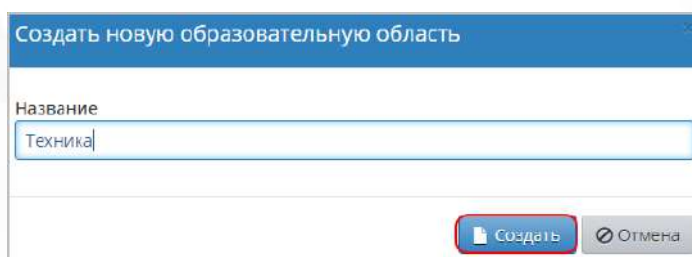 Создать новую образовательную область
Название
Техника
Создать Отмена